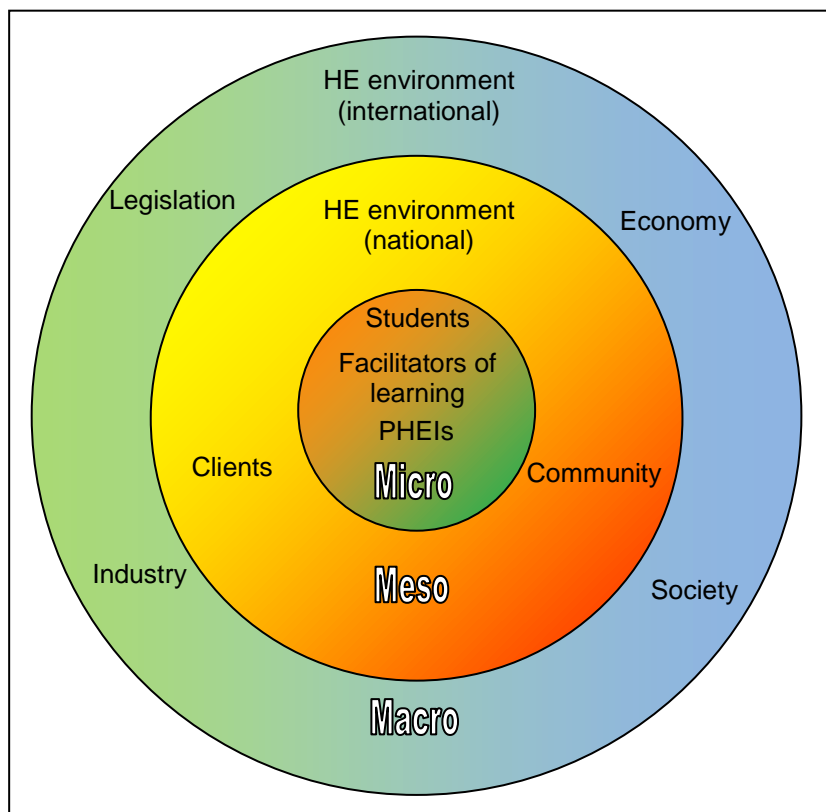 HE environment
(international)
Legislation
Economy
HE environment
(national)
Students
Facilitators of
learning
PHEIs
Clients
Micro
Community
Industry
Meso
Society
Macro